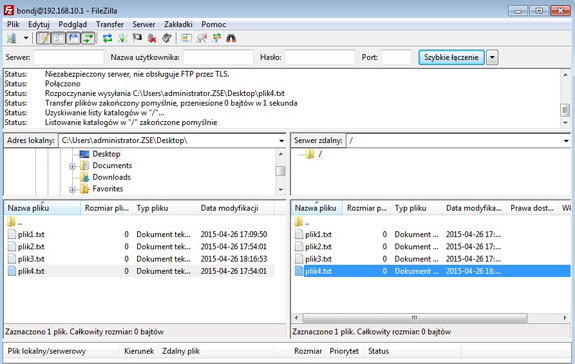 bondj@192.168.10.1 - FileZilla
Plik Edytuj Podgląd Transfer Serwer Zakładki Pomoc
Serwer: Nazwa użytkownika: Hasło: Port: Szybkie łączenie
Status: Niezabezpieczony serwer, nie obsługuje FTP przez TLS.
Status: Połączono
Status: Rozpoczynanie wysyłania C:\Users\administrator.ZSE\Desktop\plik4.txt
Status: Transfer plików zakończony pomyślnie, przeniesione 0 bajtów w 1 sekunda
Status: Uzyskiwanie listy katalogów w "/"...
Status: Listowanie katalogów w "/" zakończone pomyślnie
Adres lokalny: C:\Users\administrator.ZSE\Desktop\
Desktop
Documents
Downloads
Favorites
Serwer zdalny: /
/
Nazwa pliku Rozmiar pli... Typ pliku Data modyfikacji
..
plik1.txt 0 Dokument tek... 2015-04-26 17:09:50
plik2.txt 0 Dokument tek... 2015-04-26 17:54:01
plik3.txt 0 Dokument tek... 2015-04-26 18:16:53
plik4.txt 0 Dokument tek... 2015-04-26 17:54:01
Zaznaczono 1 plik. Całkowity rozmiar: 0 bajtów
Nazwa pliku Rozmiar p... Typ pliku Data modyfika... Prawa dost... Wł
..
plik1.txt 0 Dokument ... 2015-04-26 17:...
plik2.txt 0 Dokument ... 2015-04-26 17:...
plik3.txt 0 Dokument ... 2015-04-26 17:...
plik4.txt 0 Dokument ... 2015-04-26 18:...
Zaznaczono 1 plik. Całkowity rozmiar: 0 bajtów
Plik lokalny/serwerowy Kierunek Zdalny plik Rozmiar Priorytet Status